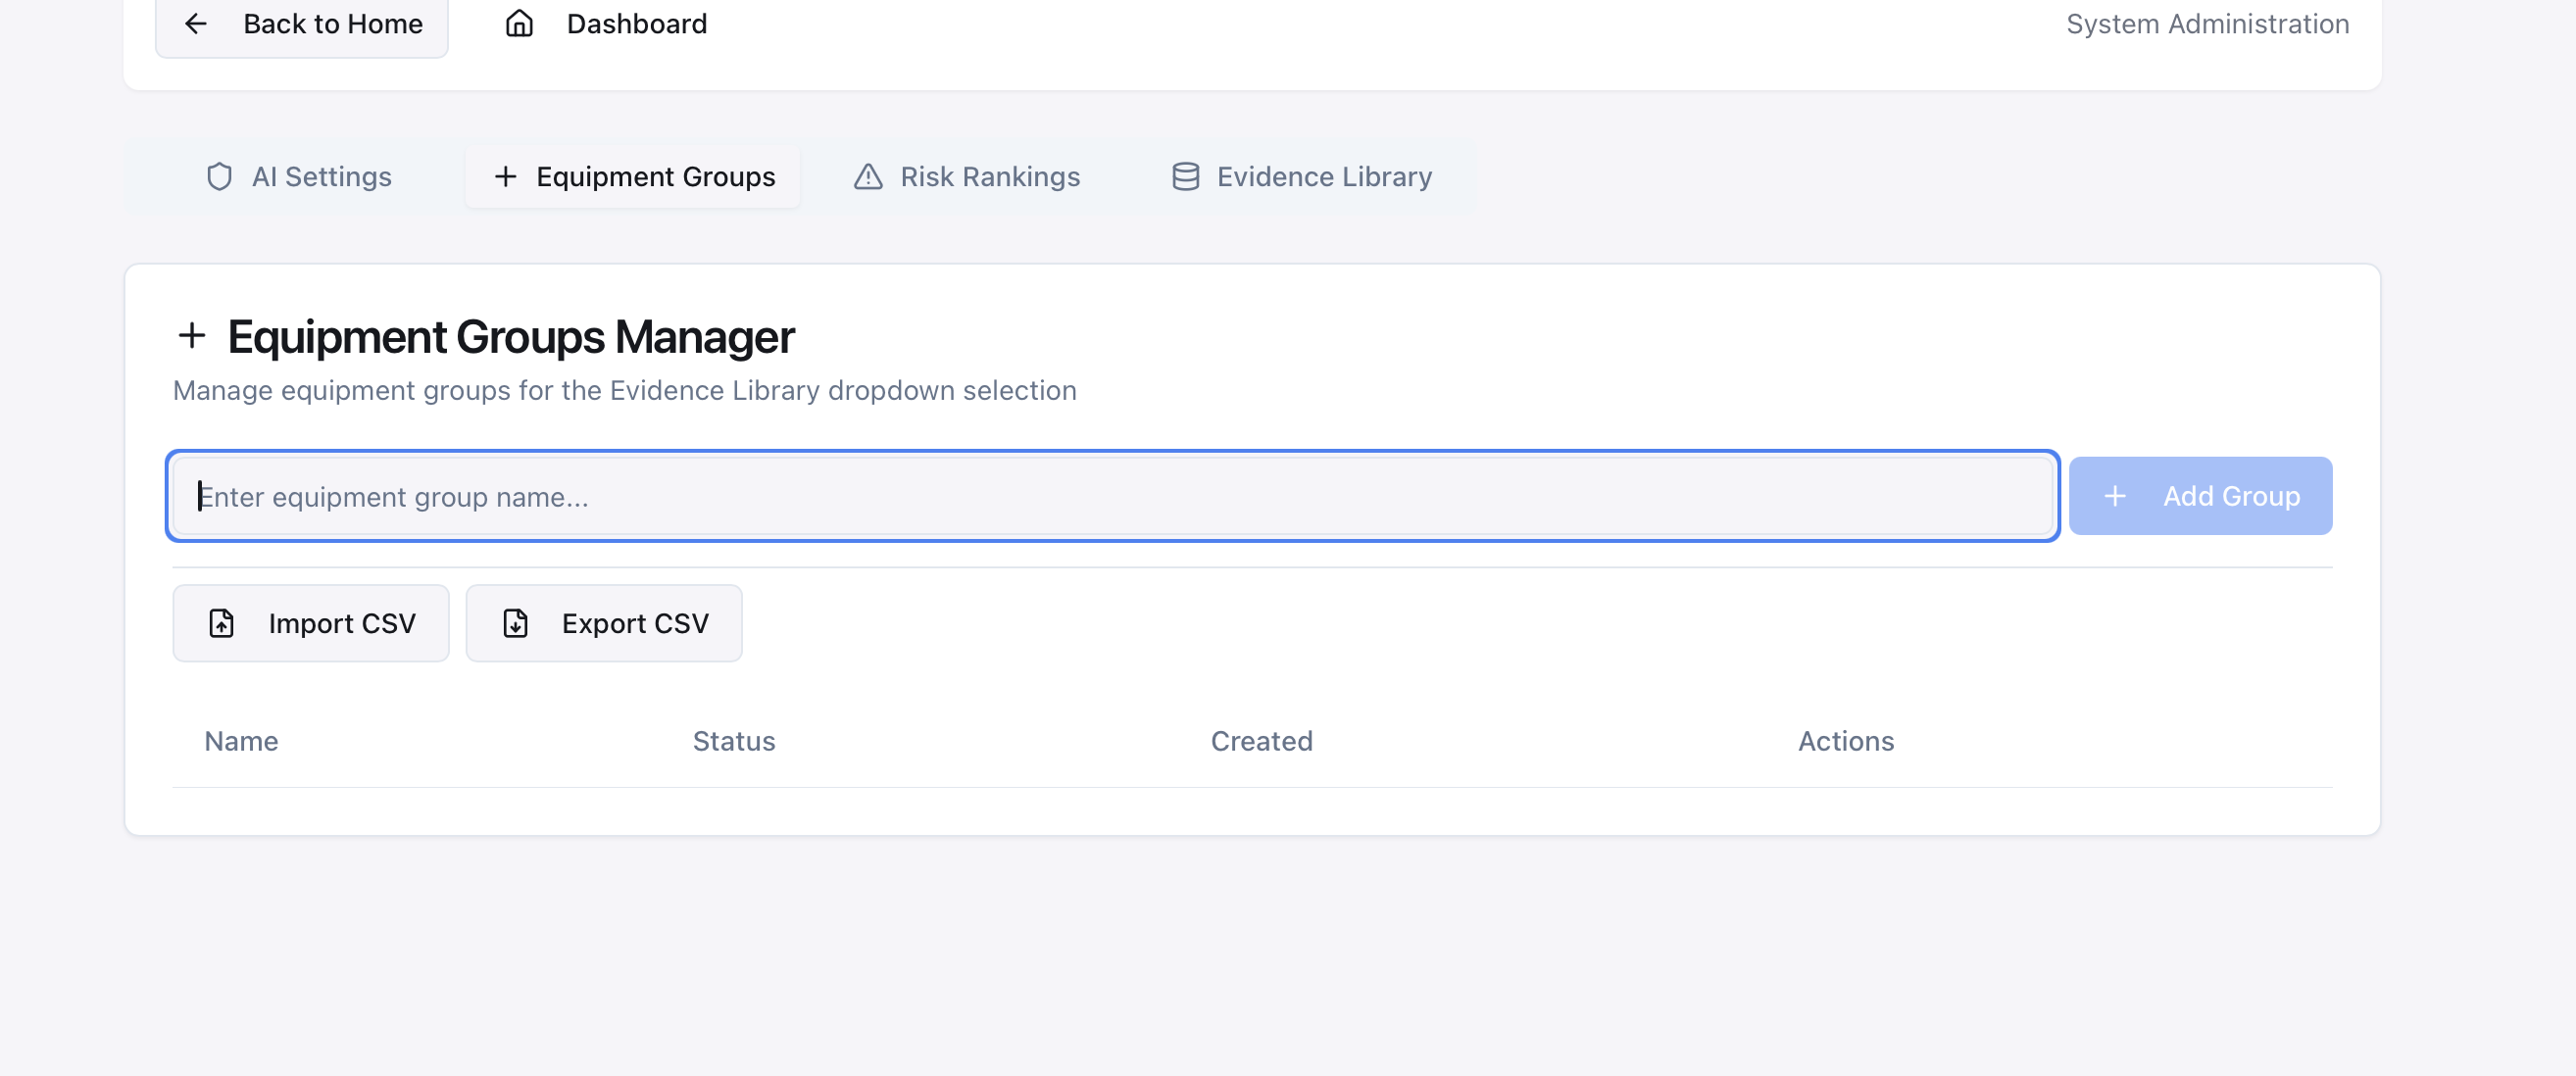 Back to Home
Dashboard
System Administration
AI Settings
Equipment Groups
Risk Rankings
Evidence Library
Equipment Groups Manager
Manage equipment groups for the Evidence Library dropdown selection
Enter equipment group name...
Add Group
Import CSV
Export CSV
Name Status Created Actions